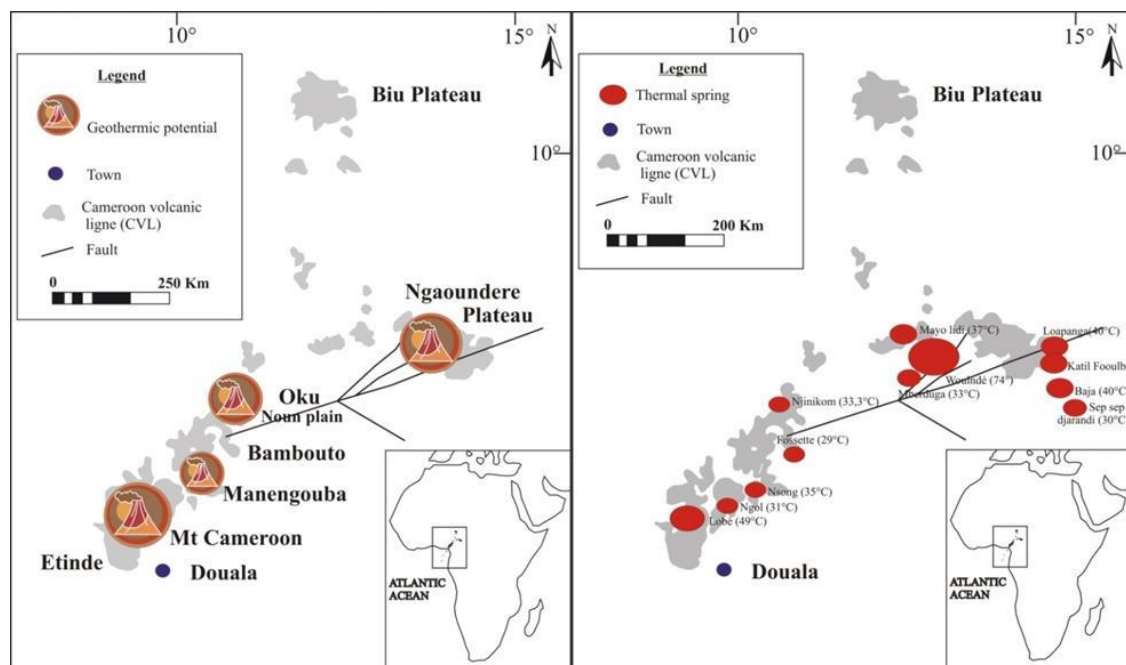 10°
15°
N
Legend
Geothermic potential
Town
Cameroon volcanic
ligne (CVL)
Fault
0
250 Km
Biu Plateau
10°
Ngaoundere
Plateau
Oku
Noun plain
Bambouto
Manengouba
Mt Cameroon
Etinde
Douala
ATLANTIC
ACEAN
10°
15°
N
Legend
Thermal spring
Town
Cameroon volcanic
ligne (CVL)
Fault
0
200 Km
Biu Plateau
Mayo lidi (37°C)
Loapanga(40°C)
Katil Fooulb
Woulndé (74°)
Mberduga (33°C)
Baja (40°C)
Sep sep
djarandi (30°C)
Njinikom (33,3°C)
Fossette (29°C)
Nsong (35°C)
Ngol (31°C)
Lobé (49°C)
Douala
ATLANTIC
ACEAN